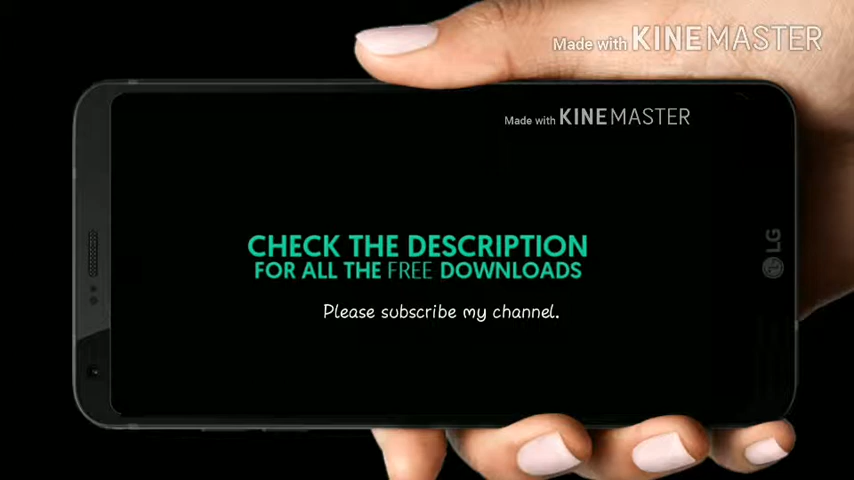 Made with KINEMASTER
Made with KINEMASTER
CHECK THE DESCRIPTION
FOR ALL THE FREE DOWNLOADS
Please subscribe my channel.
LG